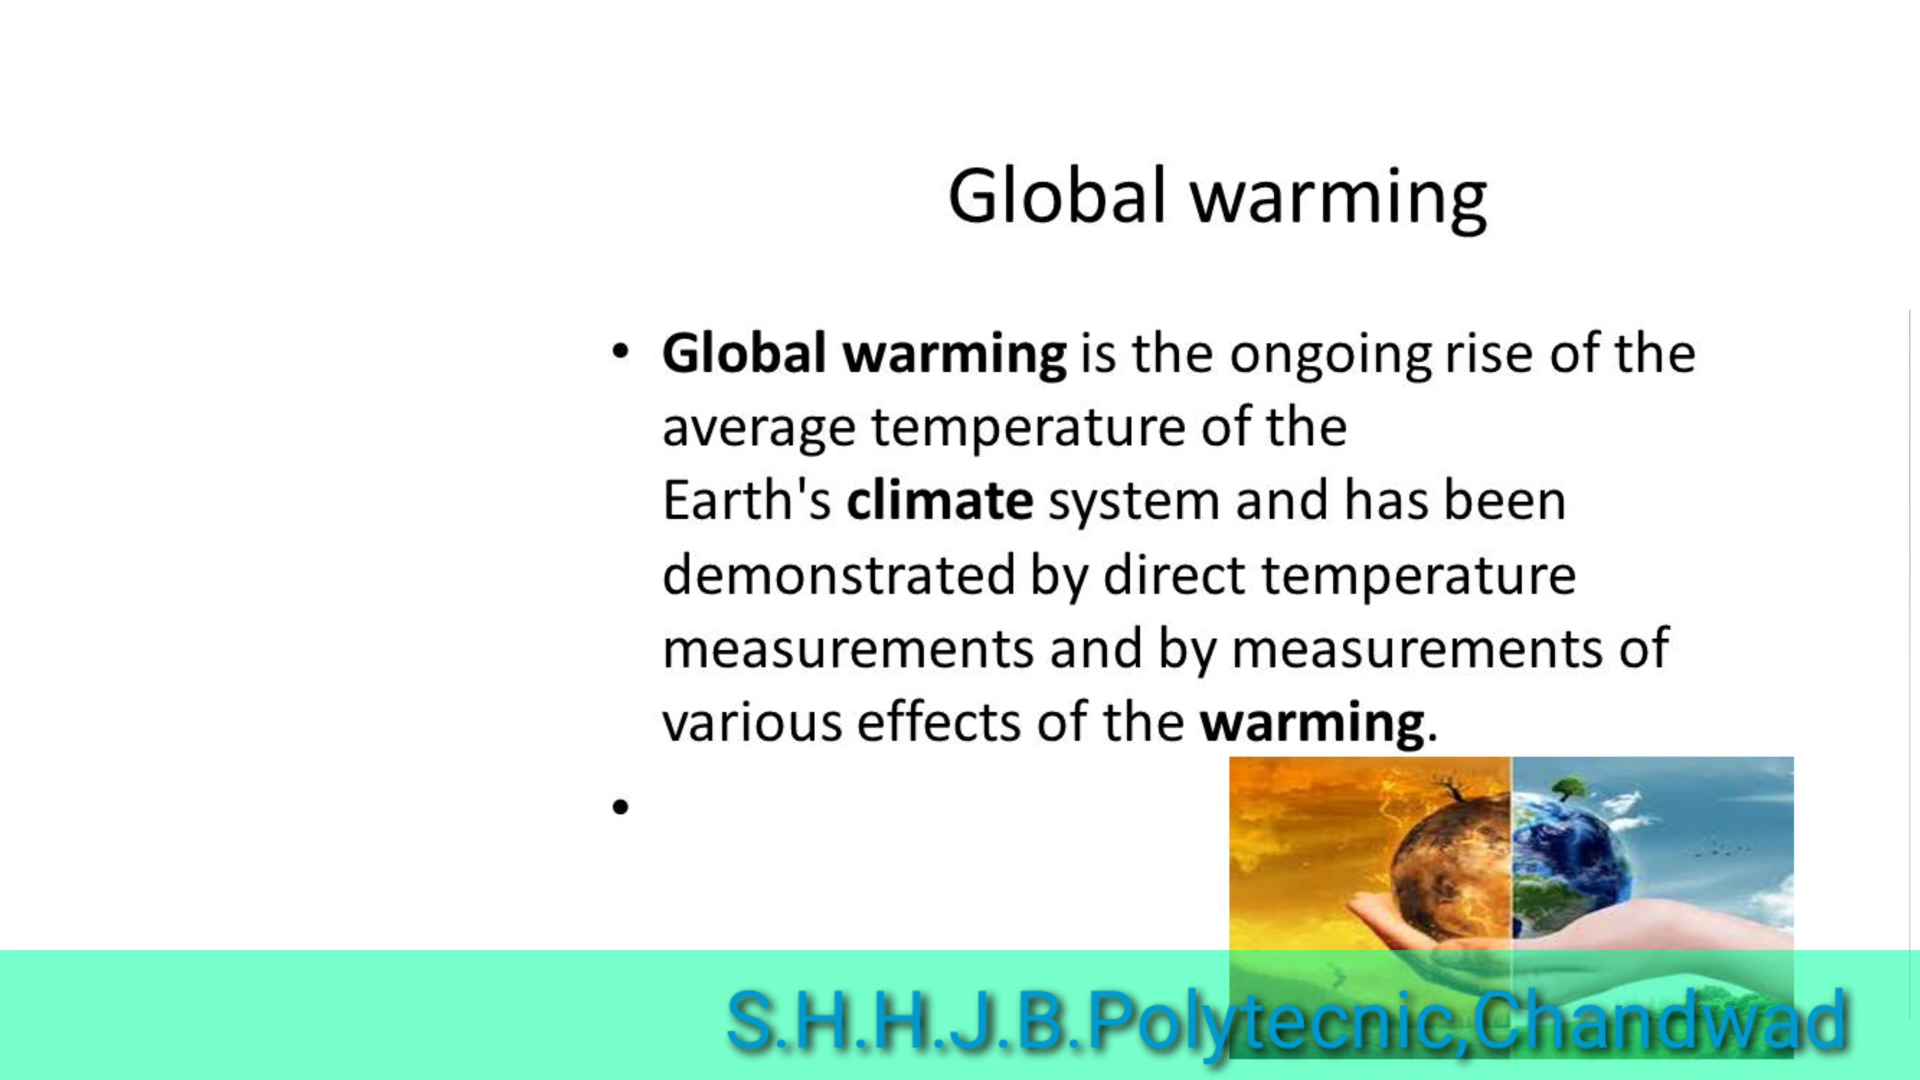 Global warming
• Global warming is the ongoing rise of the
average temperature of the
Earth's climate system and has been
demonstrated by direct temperature
measurements and by measurements of
various effects of the warming.
•
S.H.H.J.B.Polytecnic,Chandwad